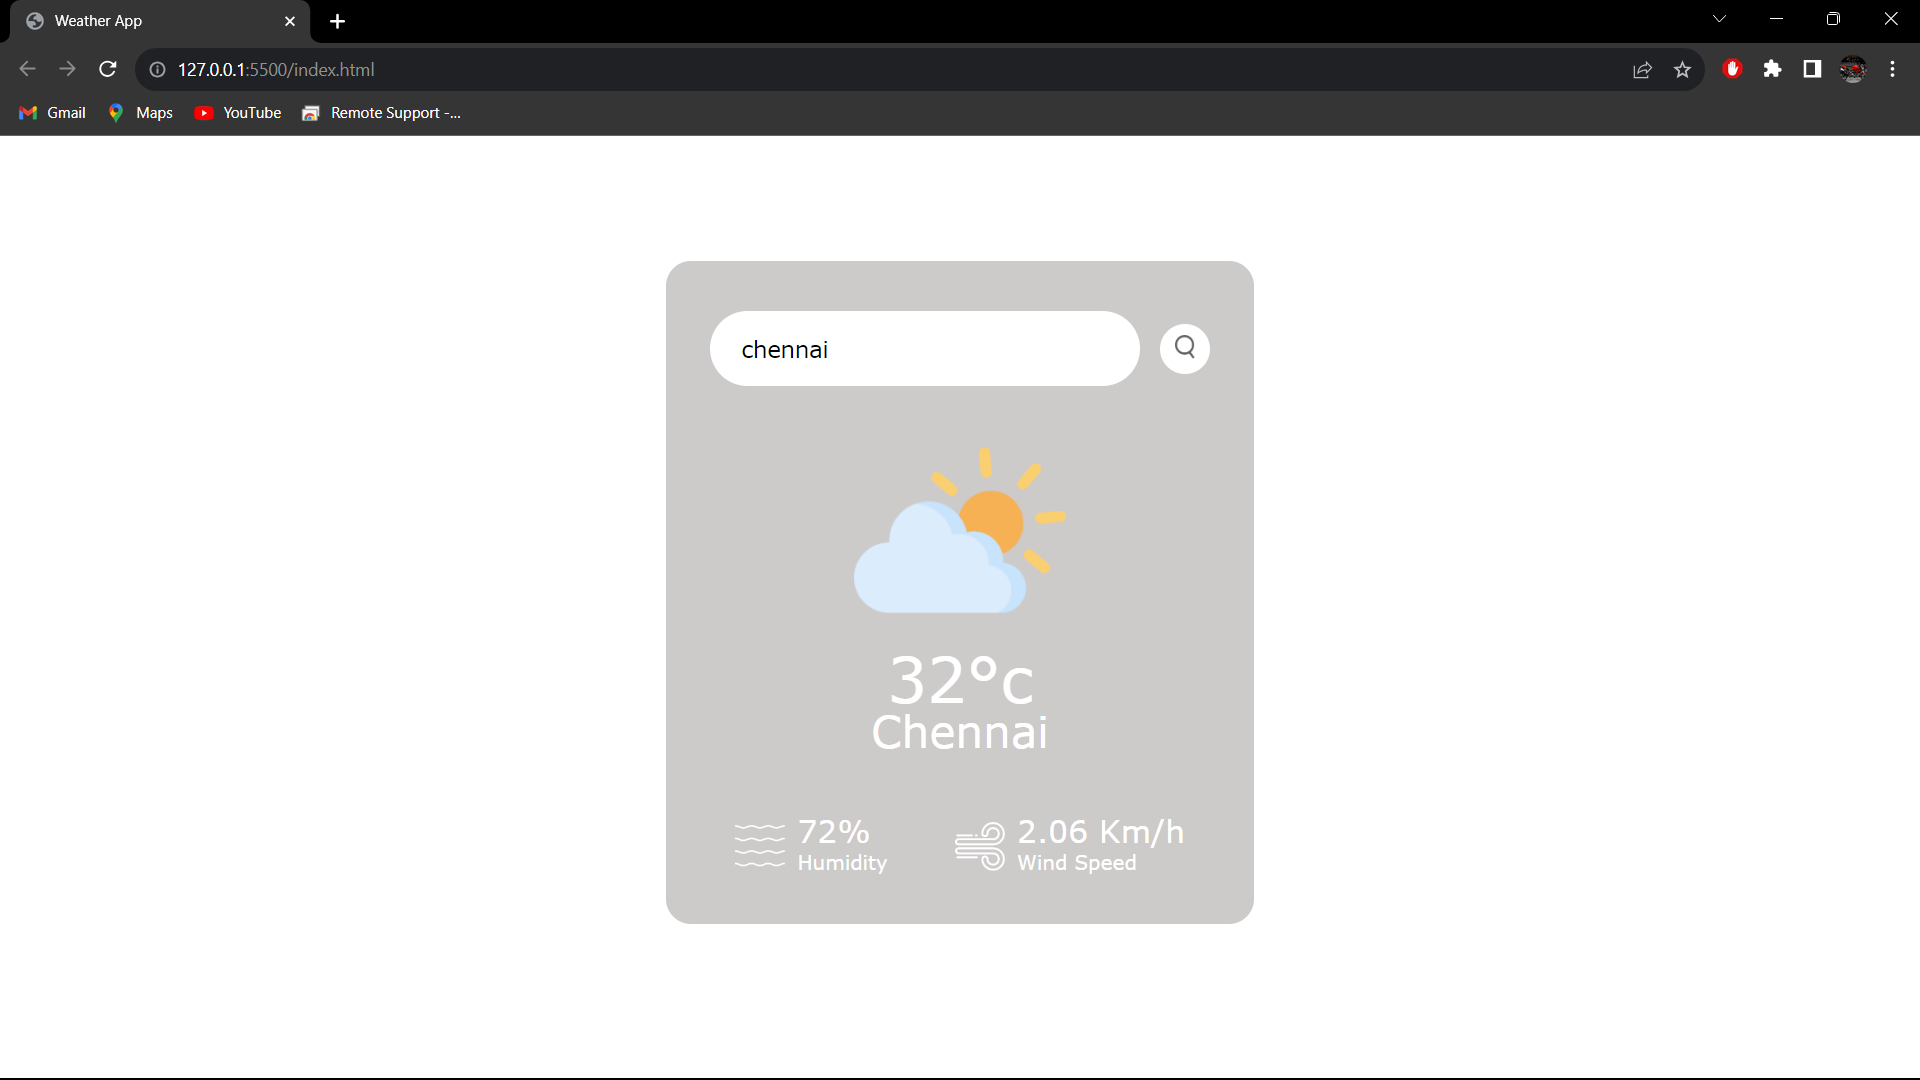 Weather App
127.0.0.1:5500/index.html
Gmail Maps YouTube Remote Support -...
chennai
32°c
Chennai
72% 2.06 Km/h
Humidity Wind Speed